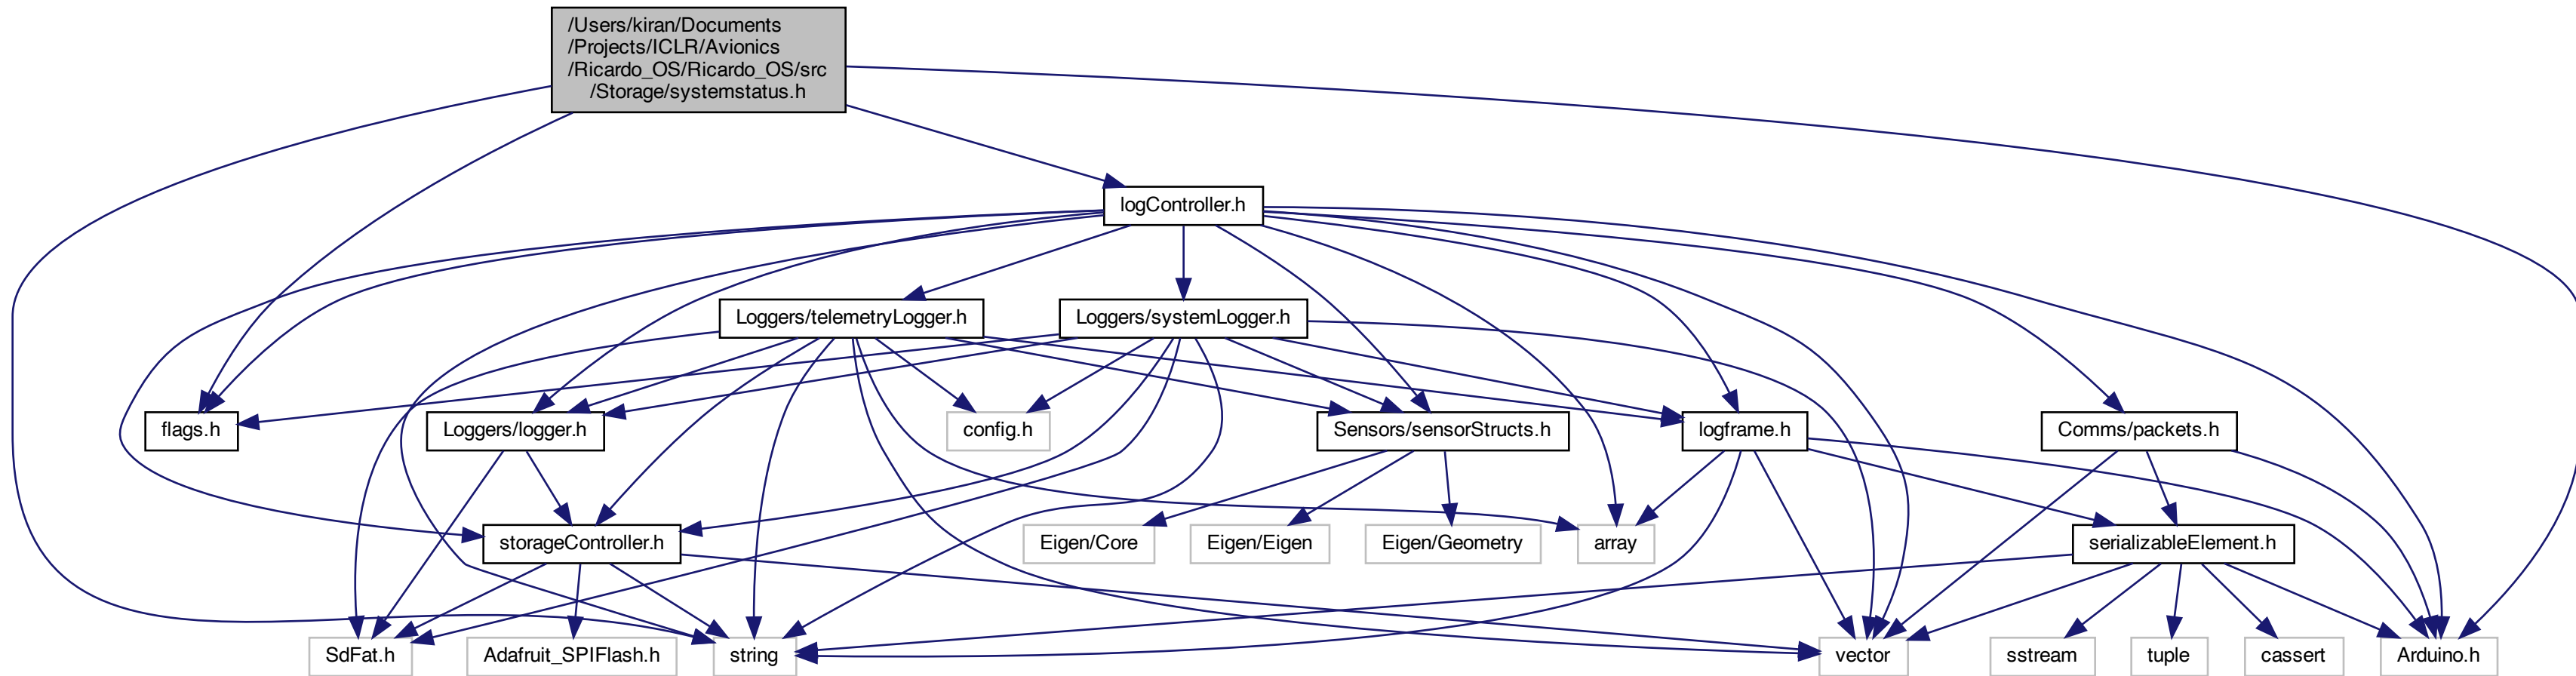 /Users/kiran/Documents
/Projects/ICLR/Avionics
/Ricardo_OS/Ricardo_OS/src
/Storage/systemstatus.h
logController.h
Loggers/telemetryLogger.h
Loggers/systemLogger.h
flags.h
Loggers/logger.h
config.h
Sensors/sensorStructs.h
logframe.h
Comms/packets.h
storageController.h
Eigen/Core
Eigen/Eigen
Eigen/Geometry
array
serializableElement.h
SdFat.h
Adafruit_SPIFlash.h
string
vector
sstream
tuple
cassert
Arduino.h